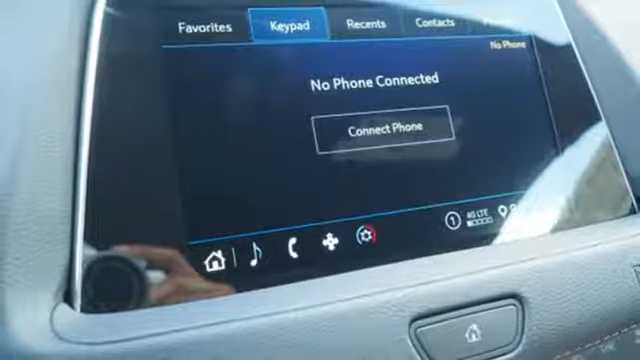 Favorites Keypad Recents Contacts
No Phone
No Phone Connected
Connect Phone
1 4G LTE